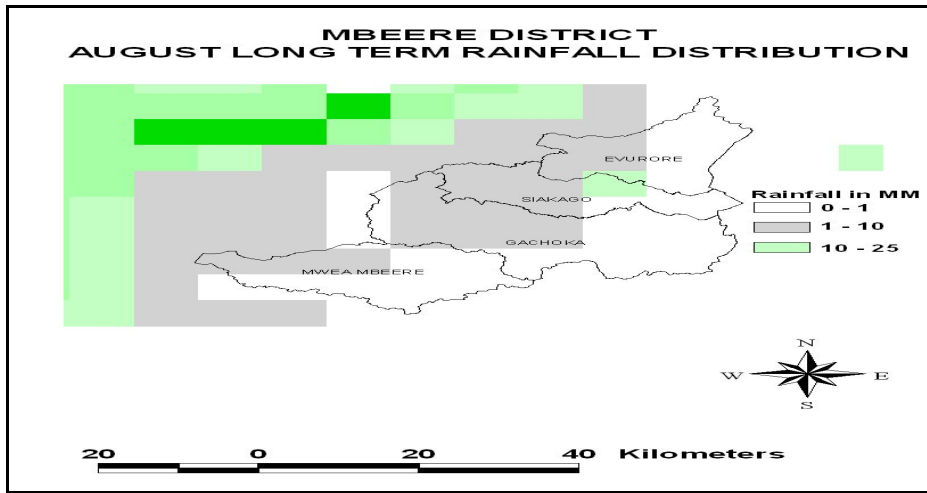 MBEERE DISTRICT
AUGUST LONG TERM RAINFALL DISTRIBUTION
EVURORE
SIAKAGO
GACHOKA
MWEA MBEERE
Rainfall in MM
0 - 1
1 - 10
10 - 25
N
W E
S
20 0 20 40 Kilometers